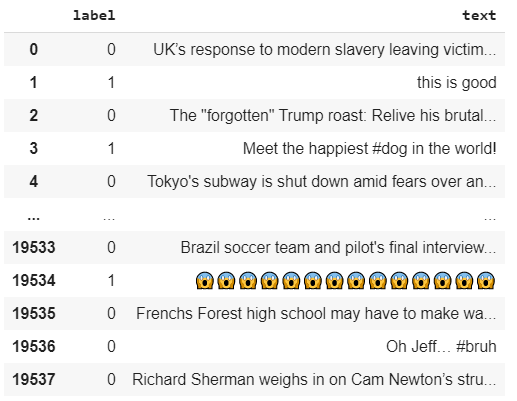 label text
0 0 UK’s response to modern slavery leaving victim...
1 1 this is good
2 0 The "forgotten" Trump roast: Relive his brutal...
3 1 Meet the happiest #dog in the world!
4 0 Tokyo's subway is shut down amid fears over an...
... ... ...
19533 0 Brazil soccer team and pilot's final interview...
19534 1 😱😱😱😱😱😱😱😱😱😱😱😱😱😱
19535 0 Frenchs Forest high school may have to make wa...
19536 0 Oh Jeff… #bruh
19537 0 Richard Sherman weighs in on Cam Newton’s stru...